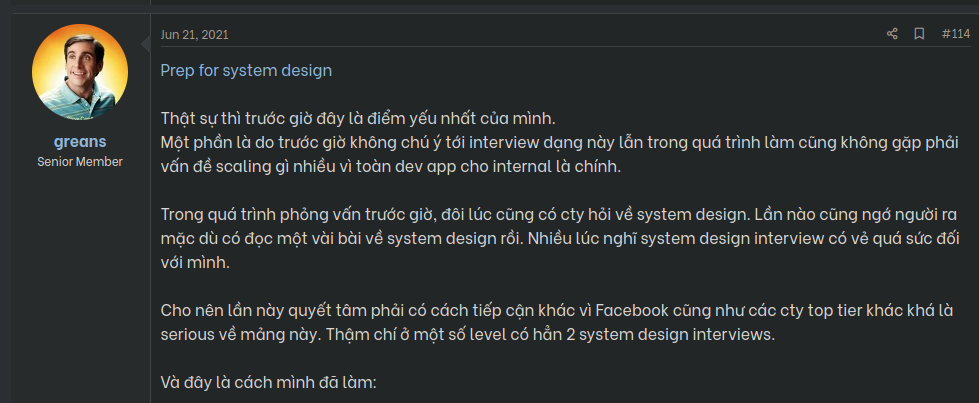 Jun 21, 2021
#114
greans
Senior Member
Prep for system design
Thật sự thì trước giờ đây là điểm yếu nhất của mình.
Một phần là do trước giờ không chú ý tới interview dạng này lẫn trong quá trình làm cũng không gặp phải
vấn đề scaling gì nhiều vì toàn dev app cho internal là chính.
Trong quá trình phỏng vấn trước giờ, đôi lúc cũng có cty hỏi về system design. Lần nào cũng ngớ người ra
mặc dù có đọc một vài bài về system design rồi. Nhiều lúc nghĩ system design interview có vẻ quá sức đối
với mình.
Cho nên lần này quyết tâm phải có cách tiếp cận khác vì Facebook cũng như các cty top tier khác khá là
serious về mảng này. Thậm chí ở một số level có hẳn 2 system design interviews.
Và đây là cách mình đã làm: